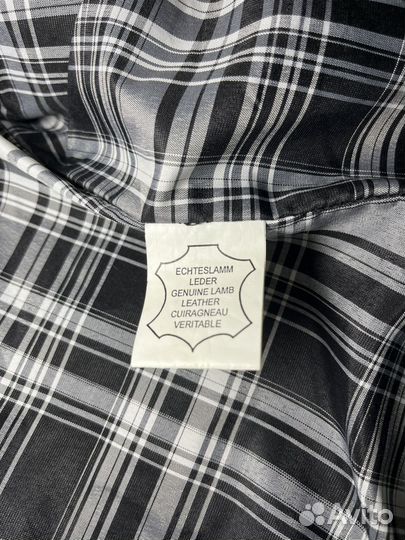 ECHTESLAMM
LEDER
GENUINE LAMB
LEATHER
CUIRAGNEAU
VERITABLE
Avito